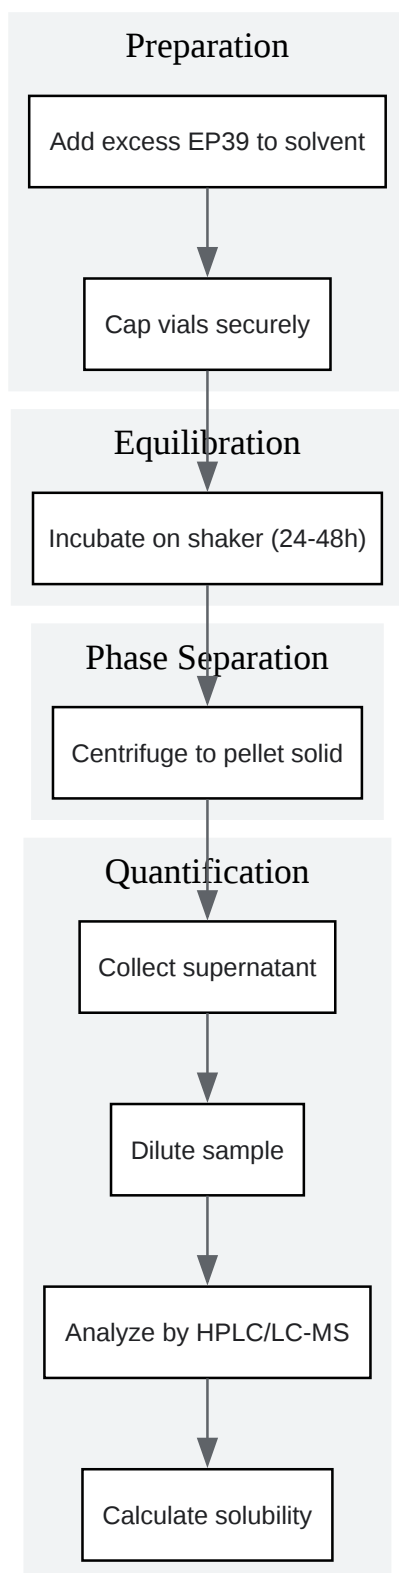 Preparation
Add excess EP39 to solvent
Cap vials securely
Equilibration
Incubate on shaker (24-48h)
Phase Separation
Centrifuge to pellet solid
Quantification
Collect supernatant
Dilute sample
Analyze by HPLC/LC-MS
Calculate solubility